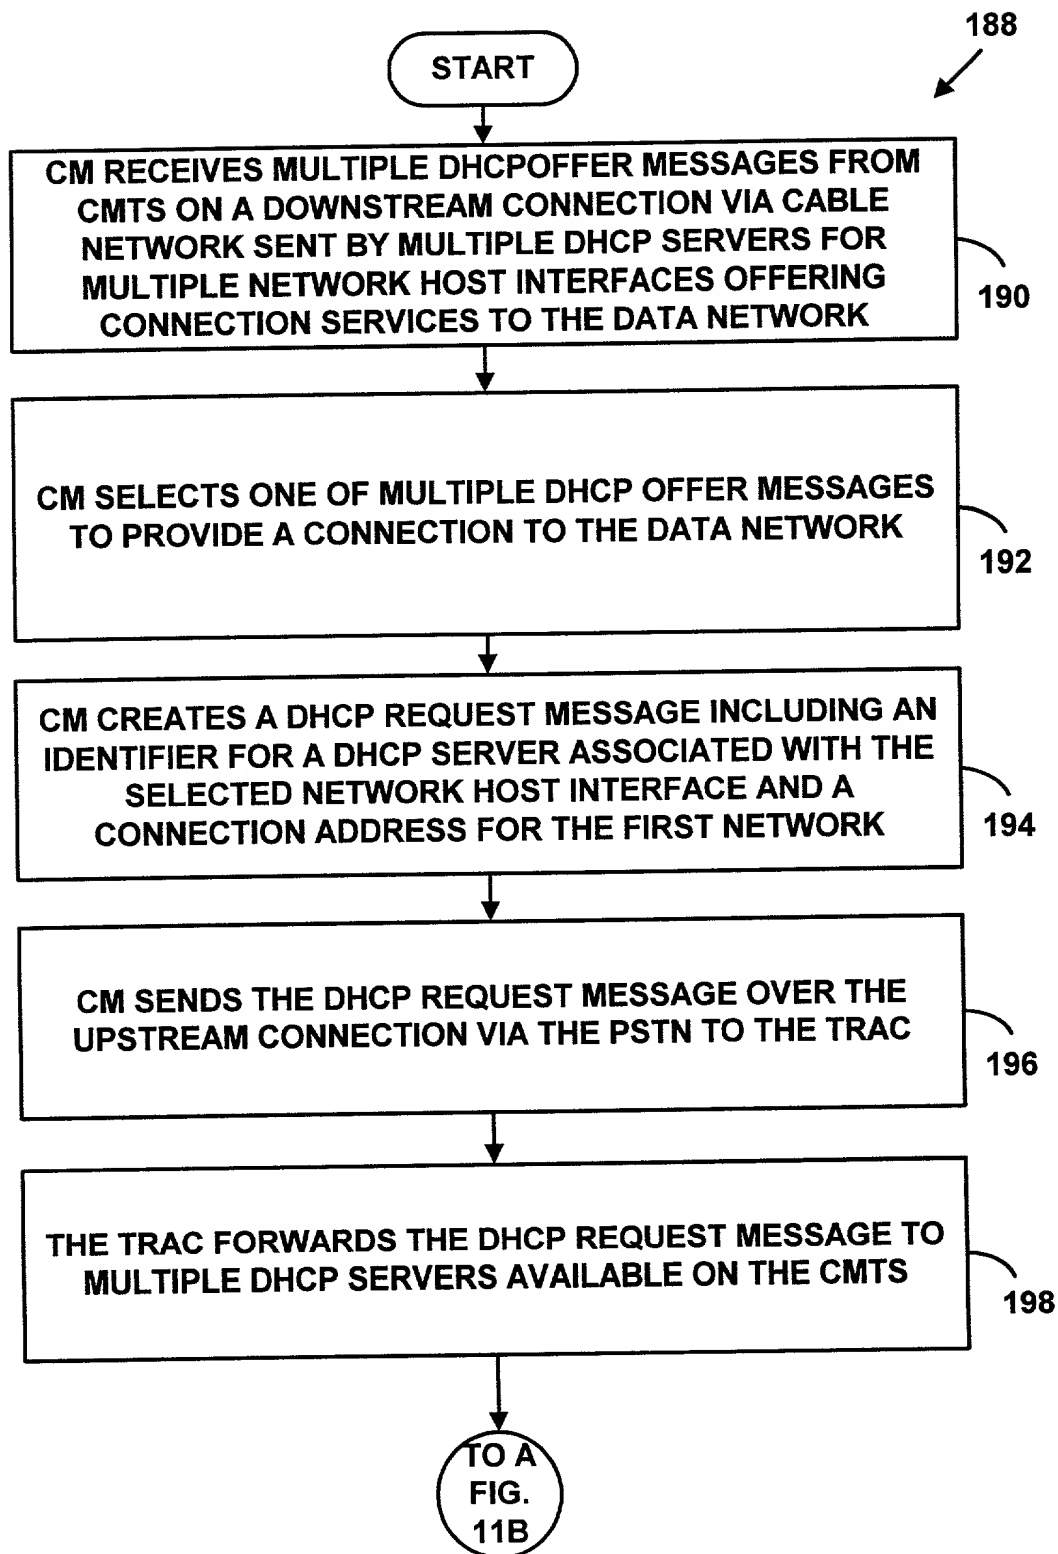 188
START
CM RECEIVES MULTIPLE DHCPOFFER MESSAGES FROM
CMTS ON A DOWNSTREAM CONNECTION VIA CABLE
NETWORK SENT BY MULTIPLE DHCP SERVERS FOR
MULTIPLE NETWORK HOST INTERFACES OFFERING
CONNECTION SERVICES TO THE DATA NETWORK
190
CM SELECTS ONE OF MULTIPLE DHCP OFFER MESSAGES
TO PROVIDE A CONNECTION TO THE DATA NETWORK
192
CM CREATES A DHCP REQUEST MESSAGE INCLUDING AN
IDENTIFIER FOR A DHCP SERVER ASSOCIATED WITH THE
SELECTED NETWORK HOST INTERFACE AND A
CONNECTION ADDRESS FOR THE FIRST NETWORK
194
CM SENDS THE DHCP REQUEST MESSAGE OVER THE
UPSTREAM CONNECTION VIA THE PSTN TO THE TRAC
196
THE TRAC FORWARDS THE DHCP REQUEST MESSAGE TO
MULTIPLE DHCP SERVERS AVAILABLE ON THE CMTS
198
TO A
FIG.
11B